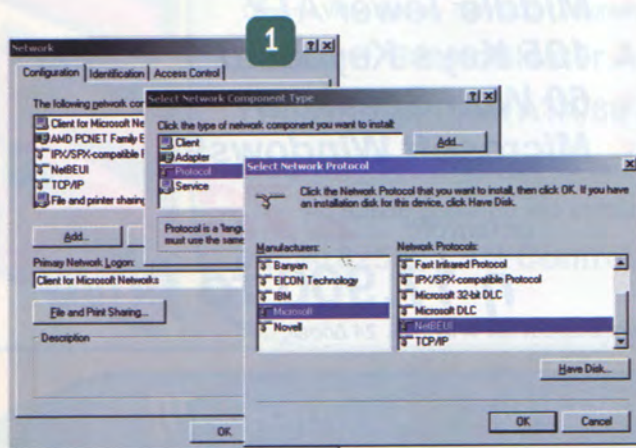 1
Network
Configuration Identification Access Control
The following network com
Client for Microsoft Ne
AMD PCNET Family E
IPX/SPX-compatible F
NetBEUI
TCP/IP
File and printer sharing
Add...
Primary Network Logon:
Client for Microsoft Networks
File and Print Sharing...
Description
OK
Select Network Component Type
Click the type of network component you want to install:
Client
Adapter
Protocol
Service
Add...
Protocol is a 'langu
must use the same
Select Network Protocol
Click the Network Protocol that you want to install, then click OK. If you have
an installation disk for this device, click Have Disk.
Manufacturers:
Banyan
EICON Technology
IBM
Microsoft
Novell
Network Protocols:
Fast Infrared Protocol
IPX/SPX-compatible Protocol
Microsoft 32-bit DLC
Microsoft DLC
NetBEUI
TCP/IP
Have Disk...
OK Cancel